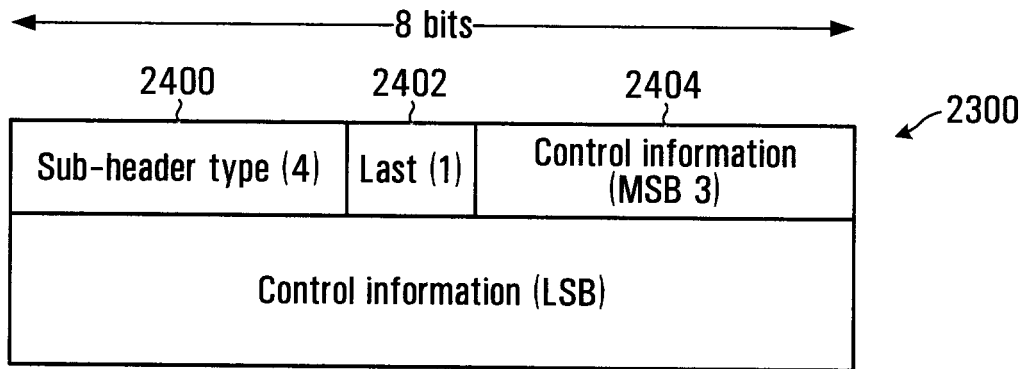 8 bits
2400 2402 2404
2300
Sub-header type (4) Last (1) Control information
(MSB 3)
Control information (LSB)